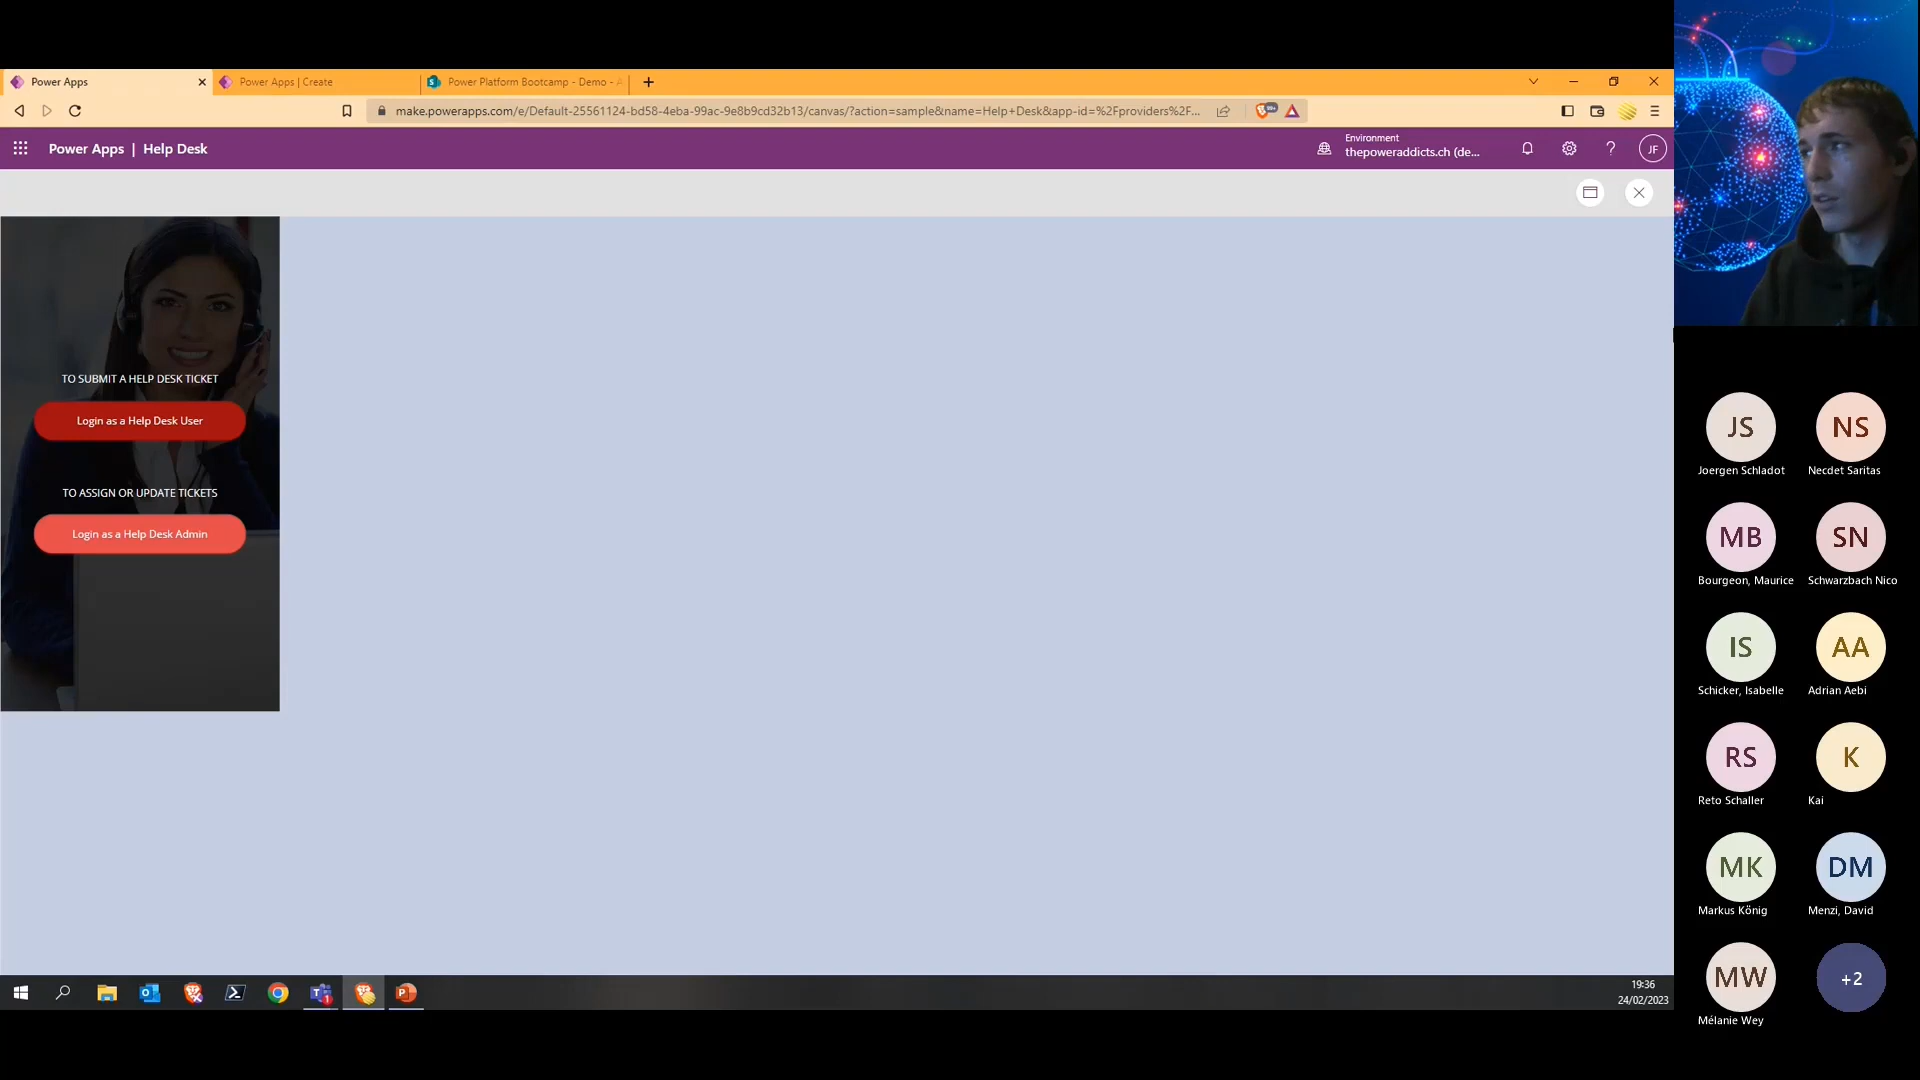 Power Apps
Power Apps | Create
Power Platform Bootcamp - Demo - A
make.powerapps.com/e/Default-25561124-bd58-4eba-99ac-9e8b9cd32b13/canvas/?action=sample&name=Help+Desk&app-id=%2Fproviders%2F...
99+
Power Apps | Help Desk
Environment
thepoweraddicts.ch (de...
?
JF
TO SUBMIT A HELP DESK TICKET
Login as a Help Desk User
TO ASSIGN OR UPDATE TICKETS
Login as a Help Desk Admin
JS
NS
Joergen Schladot
Necdet Saritas
MB
SN
Bourgeon, Maurice
Schwarzbach Nico
IS
AA
Schicker, Isabelle
Adrian Aebi
RS
K
Reto Schaller
Kai
MK
DM
Markus König
Menzi, David
MW
+2
Mélanie Wey
19:36
24/02/2023